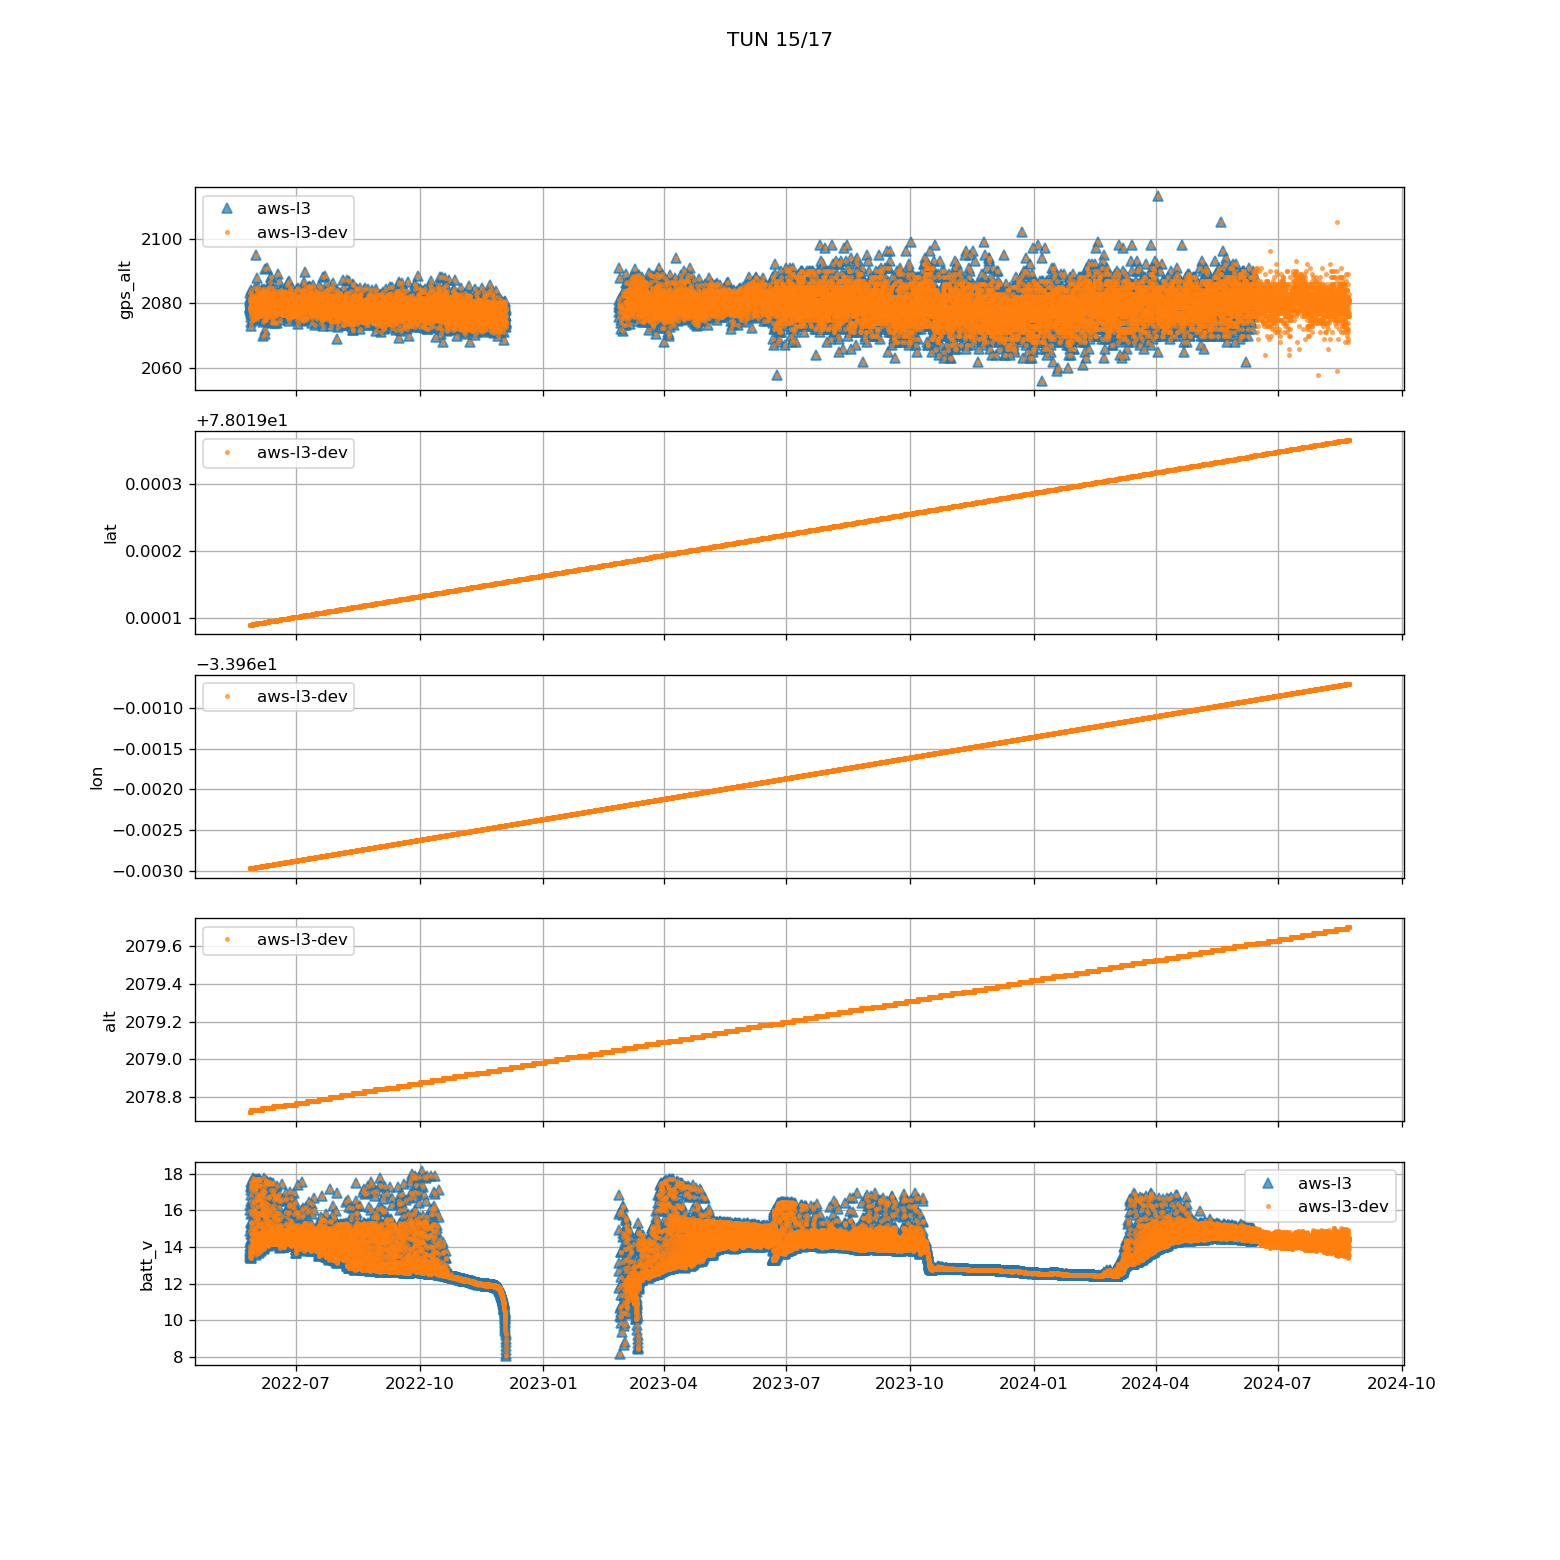 TUN 15/17
aws-l3
aws-l3-dev
2100
2080
2060
gps_alt
+7.8019e1
aws-l3-dev
0.0003
0.0002
0.0001
lat
−3.396e1
aws-l3-dev
−0.0010
−0.0015
−0.0020
−0.0025
−0.0030
lon
aws-l3-dev
2079.6
2079.4
2079.2
2079.0
2078.8
alt
aws-l3
aws-l3-dev
18
16
14
12
10
8
batt_v
2022-07 2022-10 2023-01 2023-04 2023-07 2023-10 2024-01 2024-04 2024-07 2024-10